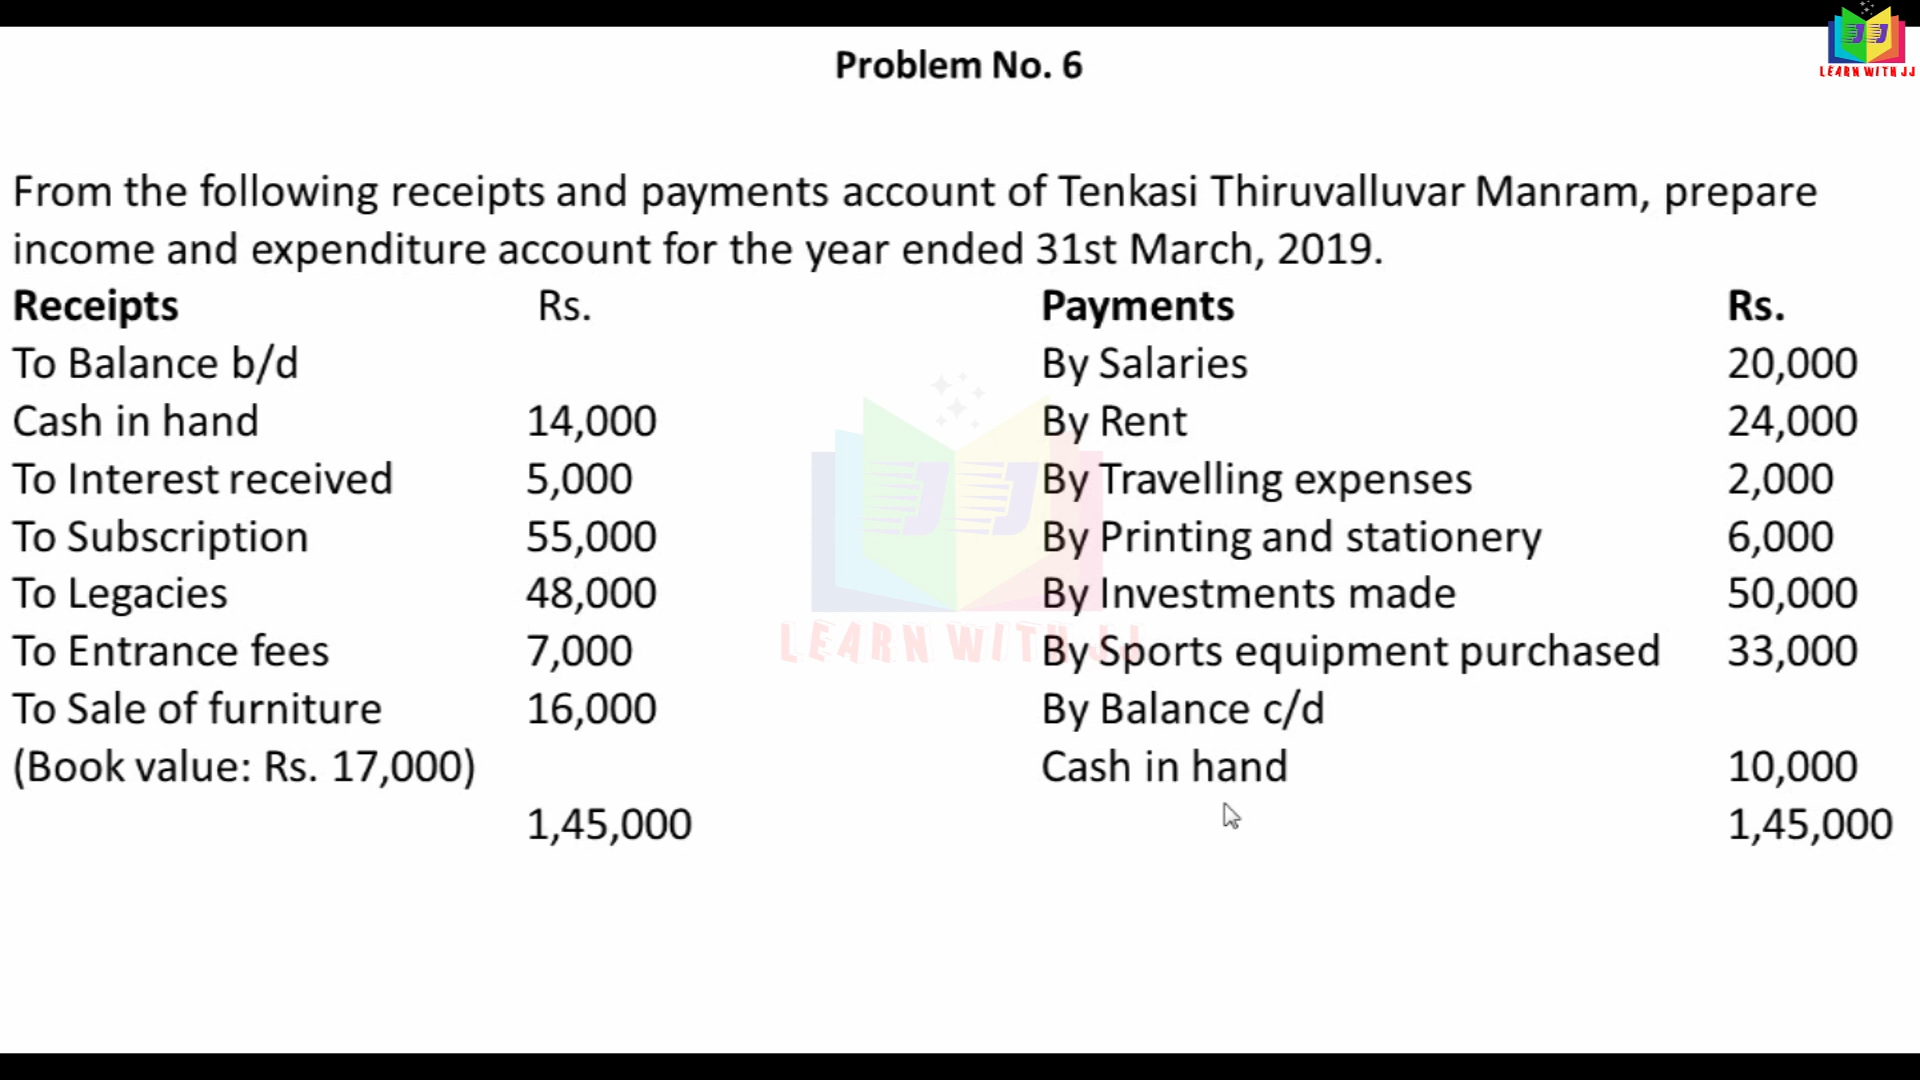 LEARN WITH JJ
Problem No. 6
From the following receipts and payments account of Tenkasi Thiruvalluvar Manram, prepare
income and expenditure account for the year ended 31st March, 2019.
Receipts Rs. Payments Rs.
To Balance b/d By Salaries 20,000
Cash in hand 14,000 By Rent 24,000
To Interest received 5,000 By Travelling expenses 2,000
To Subscription 55,000 By Printing and stationery 6,000
To Legacies 48,000 By Investments made 50,000
To Entrance fees 7,000 By Sports equipment purchased 33,000
To Sale of furniture 16,000 By Balance c/d
(Book value: Rs. 17,000) Cash in hand 10,000
1,45,000 1,45,000
JJ
LEARN WITH JJ